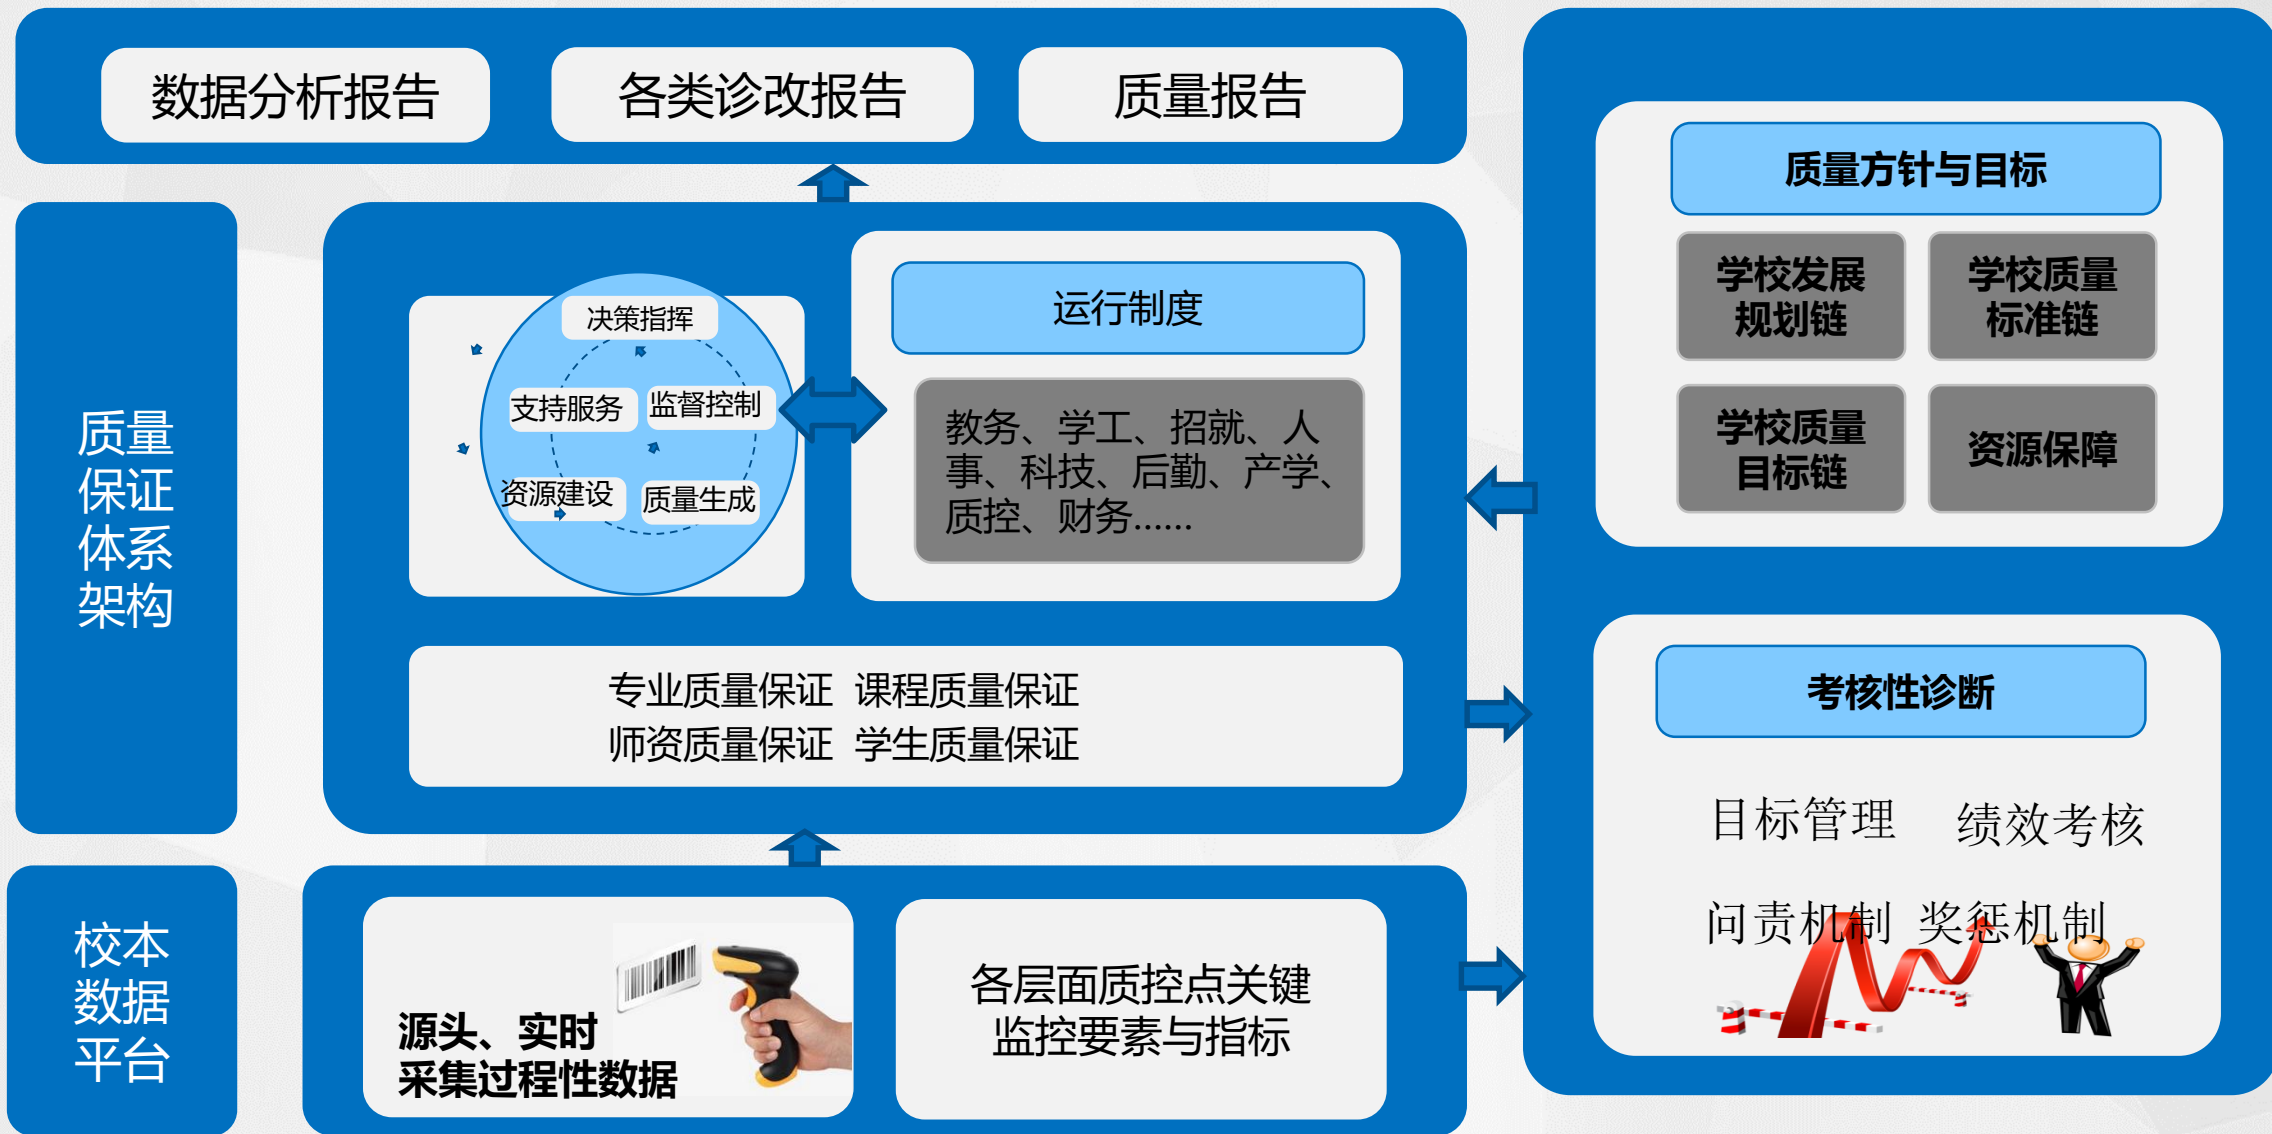 数据分析报告
各类诊改报告
质量报告
质量
保证
体系
架构
决策指挥
支持服务
监督控制
资源建设
质量生成
运行制度
教务、学工、招就、人
事、科技、后勤、产学、
质控、财务......
专业质量保证 课程质量保证
师资质量保证 学生质量保证
校本
数据
平台
源头、实时
采集过程性数据
各层面质控点关键
监控要素与指标
质量方针与目标
学校发展
规划链
学校质量
标准链
学校质量
目标链
资源保障
考核性诊断
目标管理
绩效考核
问责机制 奖惩机制